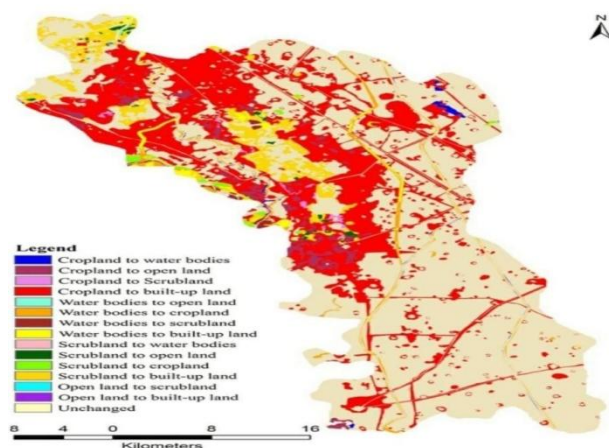 N
Legend
Cropland to water bodies
Cropland to open land
Cropland to Scrubland
Cropland to built-up land
Water bodies to open land
Water bodies to cropland
Water bodies to scrubland
Water bodies to built-up land
Scrubland to water bodies
Scrubland to open land
Scrubland to cropland
Scrubland to built-up land
Open land to scrubland
Open land to built-up land
Unchanged
8 4 0 8 16
Kilometers